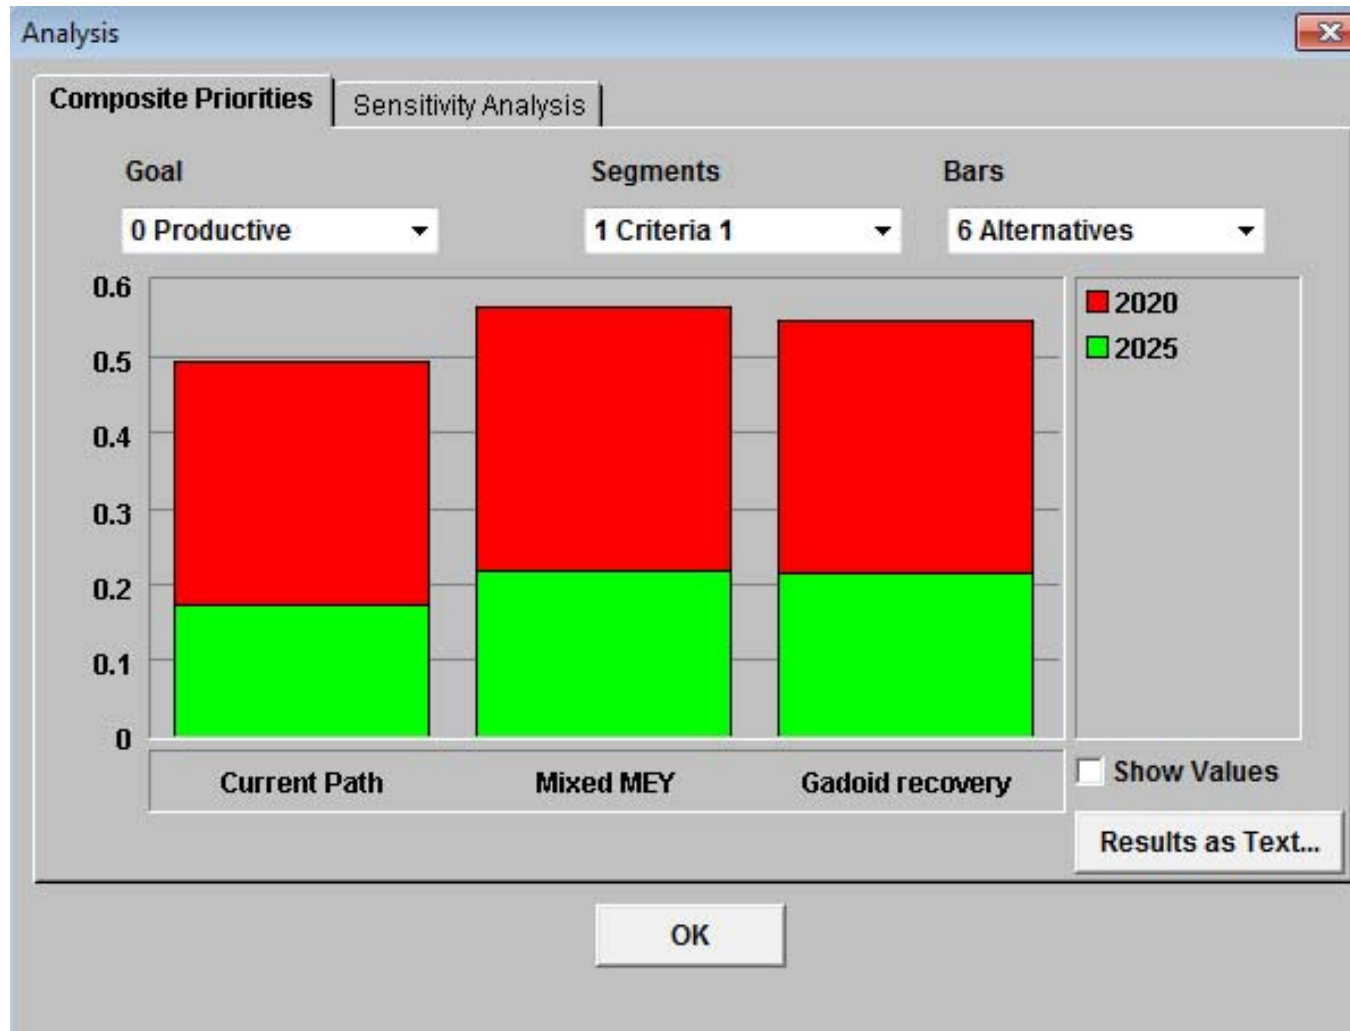 Analysis
Composite Priorities
Sensitivity Analysis
Goal
Segments
Bars
0 Productive
1 Criteria 1
6 Alternatives
0.6
0.5
0.4
0.3
0.2
0.1
0
2020
2025
Current Path
Mixed MEY
Gadoid recovery
Show Values
Results as Text...
OK